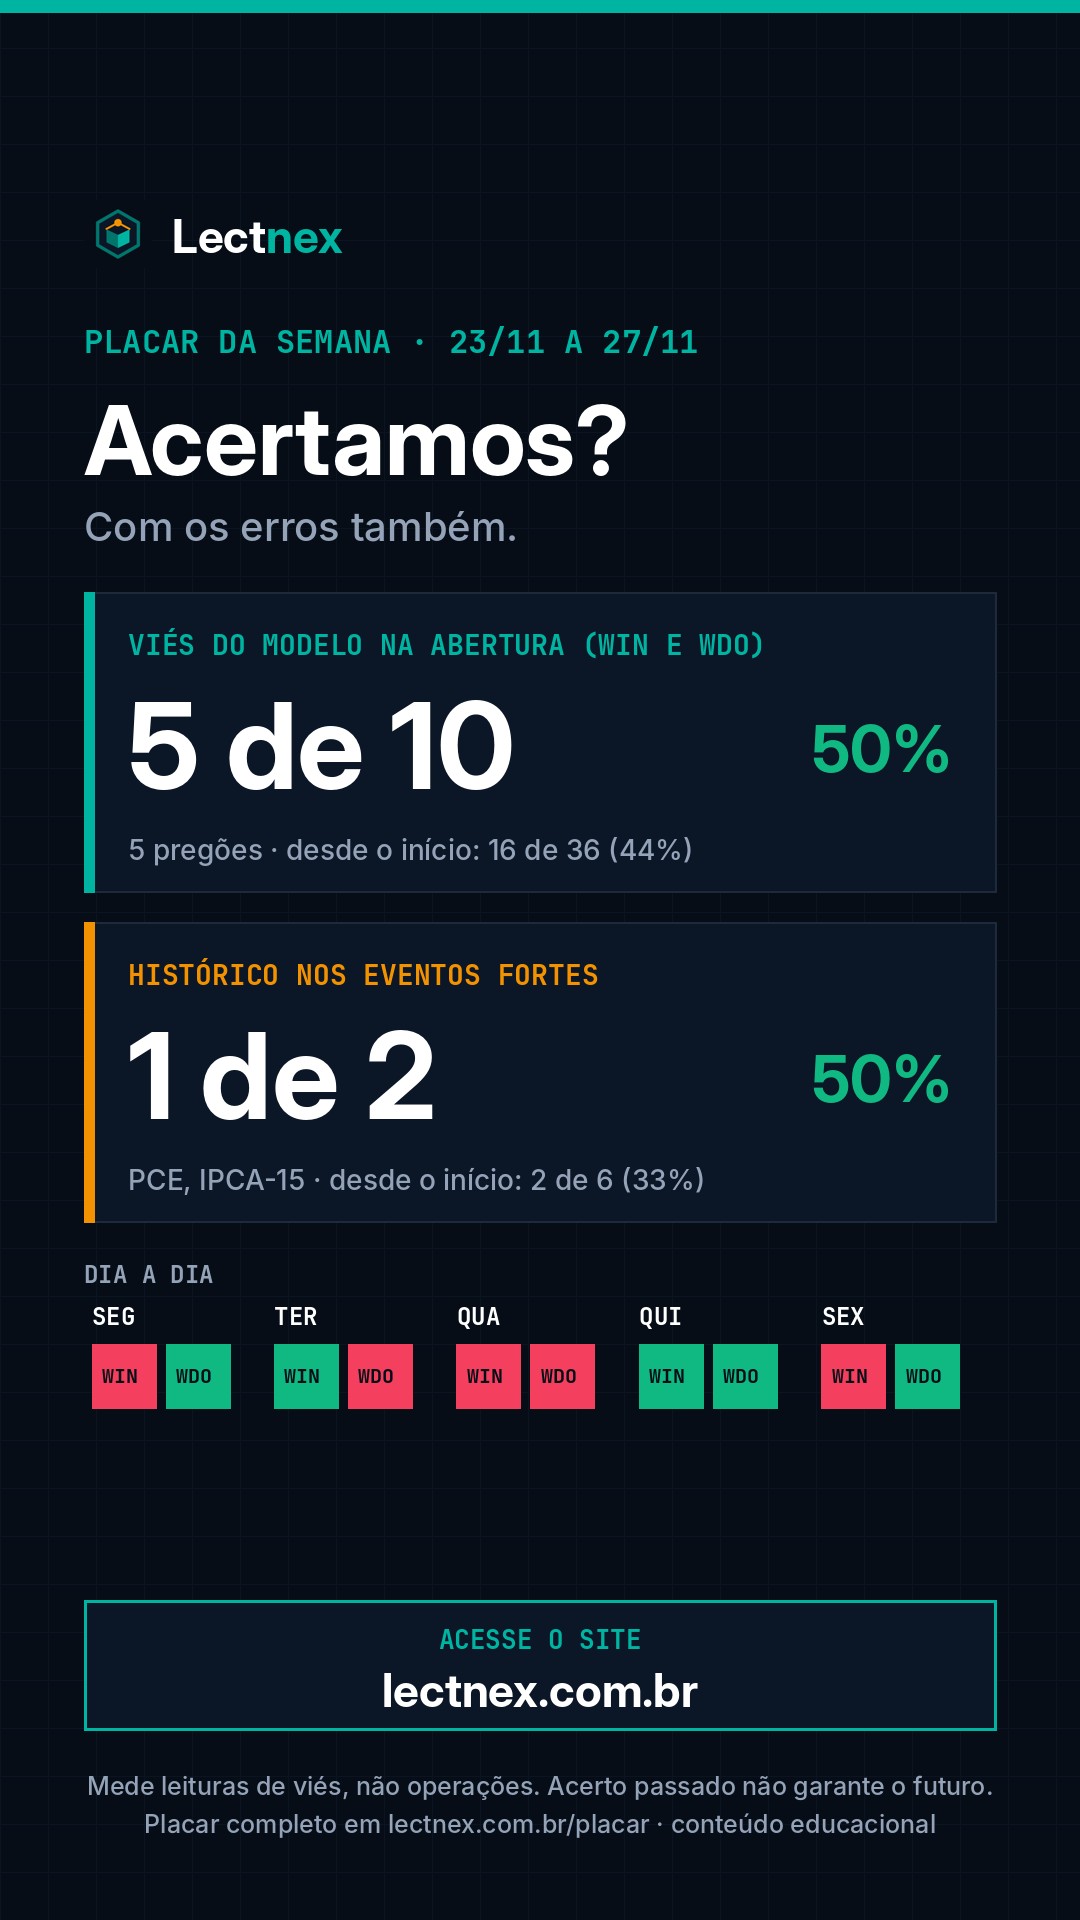 Lectnex
PLACAR DA SEMANA · 23/11 A 27/11
Acertamos?
Com os erros também.
VIÉS DO MODELO NA ABERTURA (WIN E WDO)
5 de 10
50%
5 pregões · desde o início: 16 de 36 (44%)
HISTÓRICO NOS EVENTOS FORTES
1 de 2
50%
PCE, IPCA-15 · desde o início: 2 de 6 (33%)
DIA A DIA
SEG TER QUA QUI SEX
WIN WDO WIN WDO WIN WDO WIN WDO WIN WDO
ACESSE O SITE
lectnex.com.br
Mede leituras de viés, não operações. Acerto passado não garante o futuro.
Placar completo em lectnex.com.br/placar · conteúdo educacional